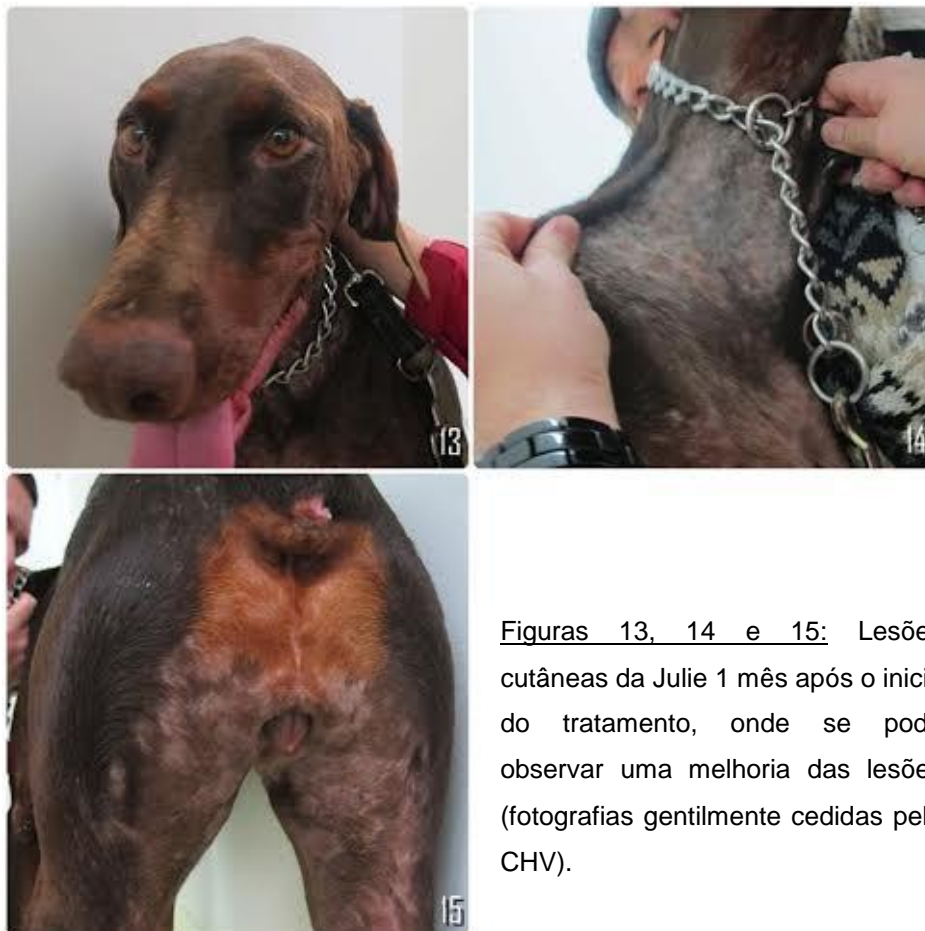 13
14
15
Figuras 13, 14 e 15: Lesõe
cutâneas da Julie 1 mês após o inici
do tratamento, onde se pod
observar uma melhoria das lesõe
(fotografias gentilmente cedidas pel
CHV).